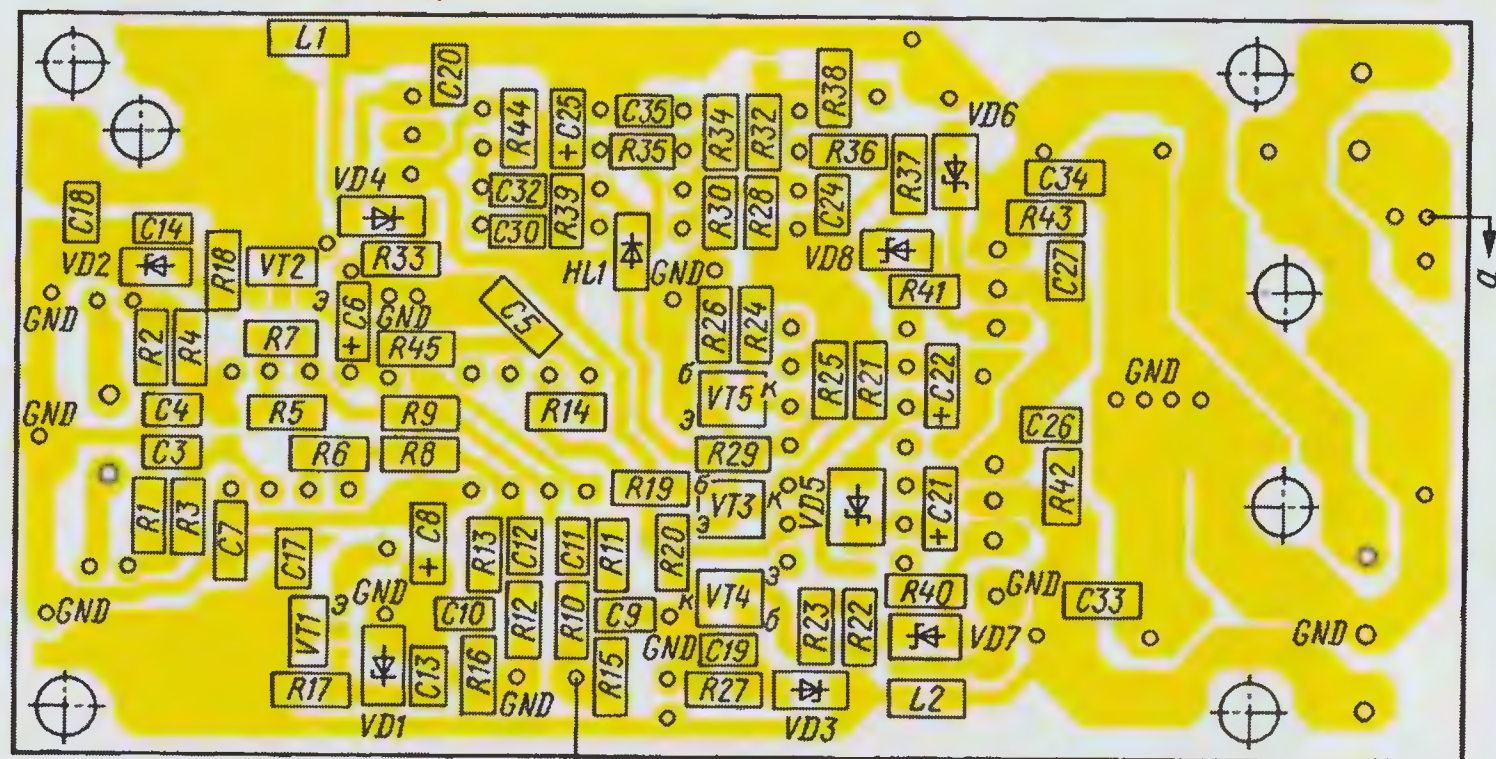 L1
C20
R44
+C25
C35
R34
R32
R38
VD6
R35
R36
R37
VD4
C34
C18
C14
C32
R39
R30
R28
C24
R43
C30
VD2
R18
VT2
R33
HL1
GND
VD8
C27
a
GND
э
+C6
GND
C5
R26
R24
R41
R2
R4
R7
R45
б
к
R25
R21
+C22
GND
VT5
GND
C4
R5
R9
R14
э
C26
C3
R6
R8
R29
R1
R3
C7
R19
б
VT3
к
э
VD5
+C21
R42
C17
+C8
R13
C12
C11
R11
R20
э
GND
VT1
э
GND
C10
R12
R10
C9
к
VT4
б
R23
R22
R40
GND
C33
VD7
GND
R17
C13
R16
GND
R15
GND
C19
R27
L2
VD1
VD3